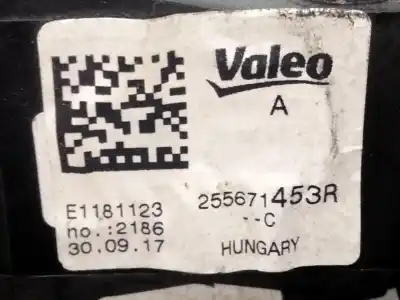 Valeo
A
E1181123
no.:2186
30.09.17
255671453R
--C
HUNGARY